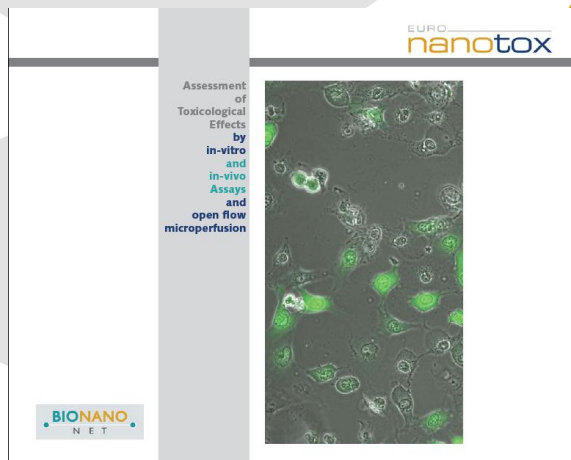 EURO
nanotox
Assessment
of
Toxicological
Effects
by
in-vitro
and
in-vivo
Assays
and
open flow
microperfusion
BIONANO
NET